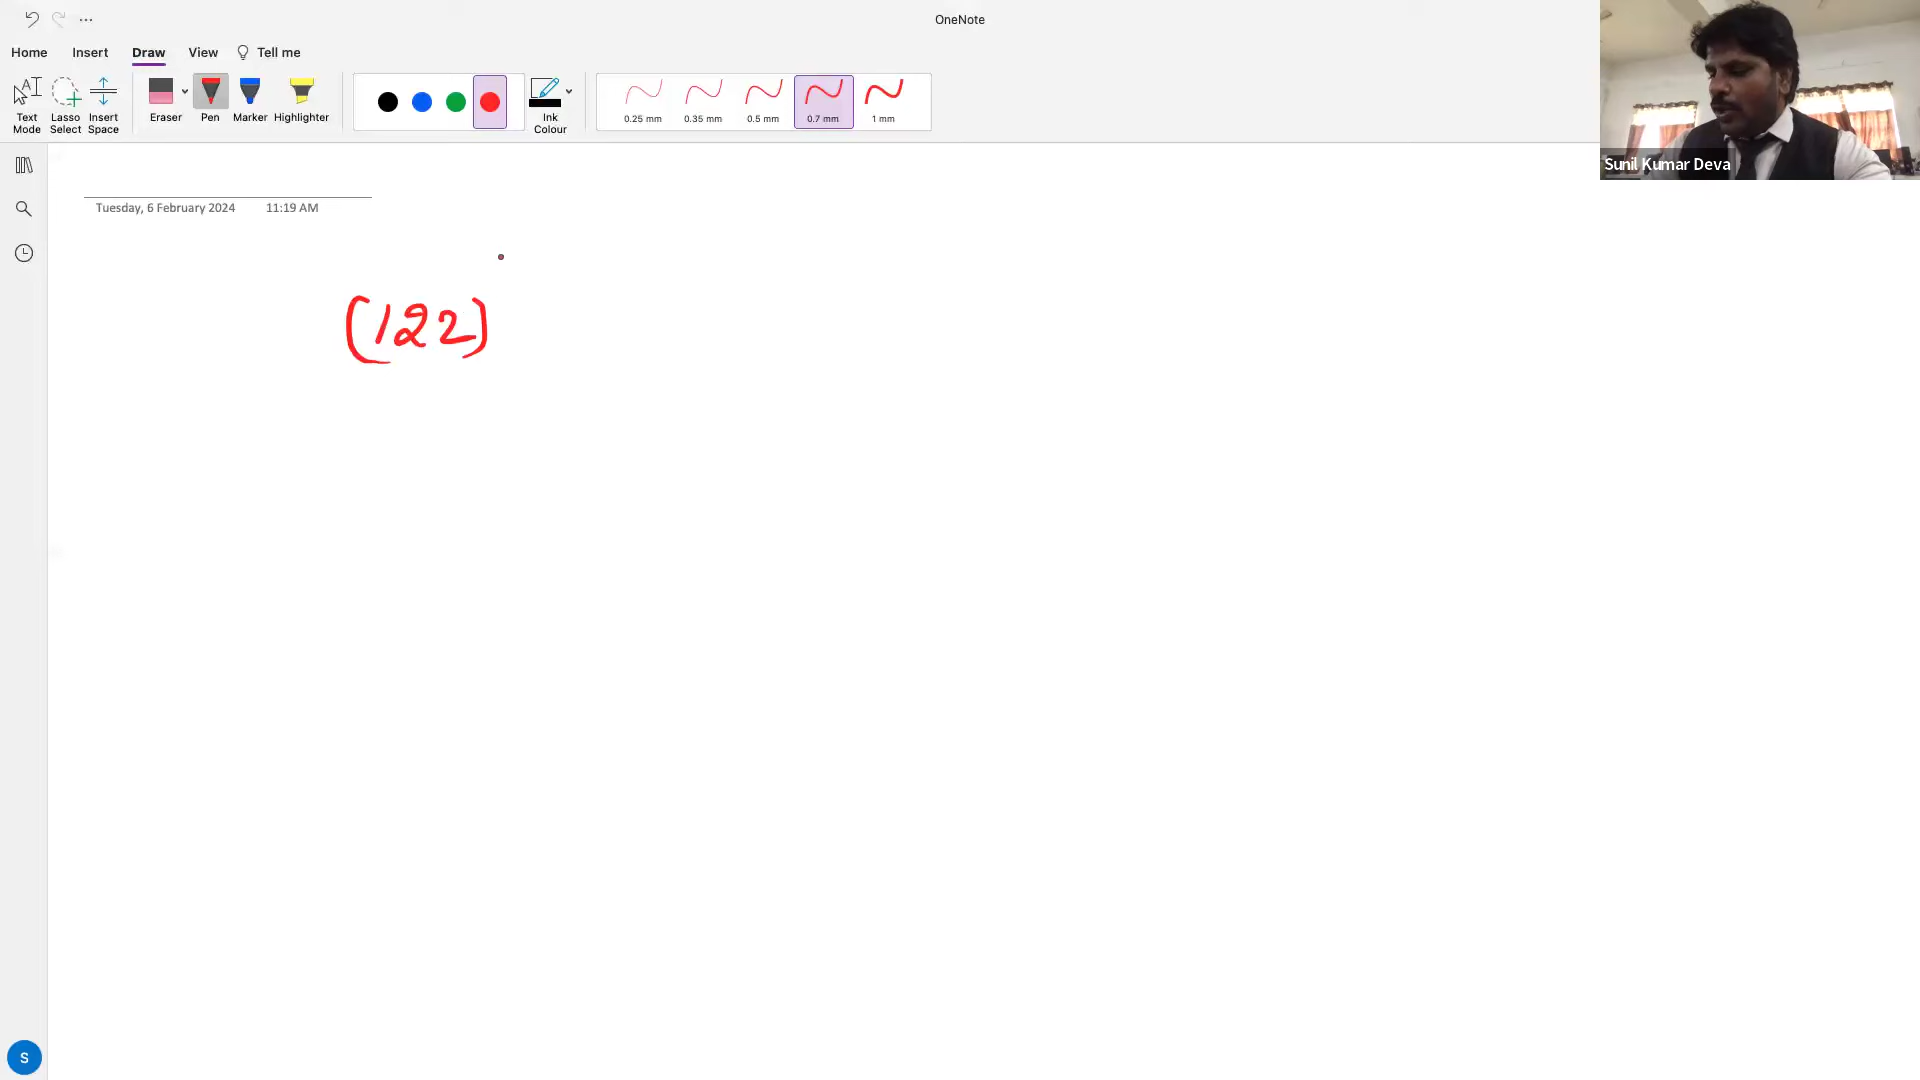 OneNote
Home Insert Draw View Tell me
Text Mode Lasso Select Insert Space Eraser Pen Marker Highlighter Ink Colour 0.25 mm 0.35 mm 0.5 mm 0.7 mm 1 mm
Sunil Kumar Deva
Tuesday, 6 February 2024 11:19 AM
(122)
S